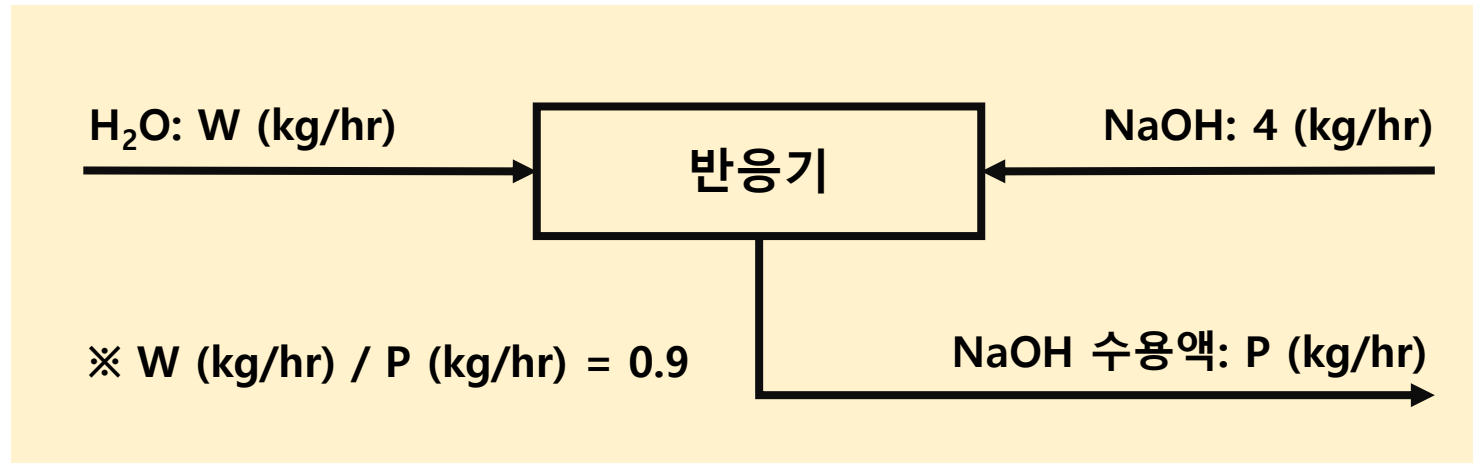 H₂O: W (kg/hr)
NaOH: 4 (kg/hr)
반응기
※ W (kg/hr) / P (kg/hr) = 0.9
NaOH 수용액: P (kg/hr)